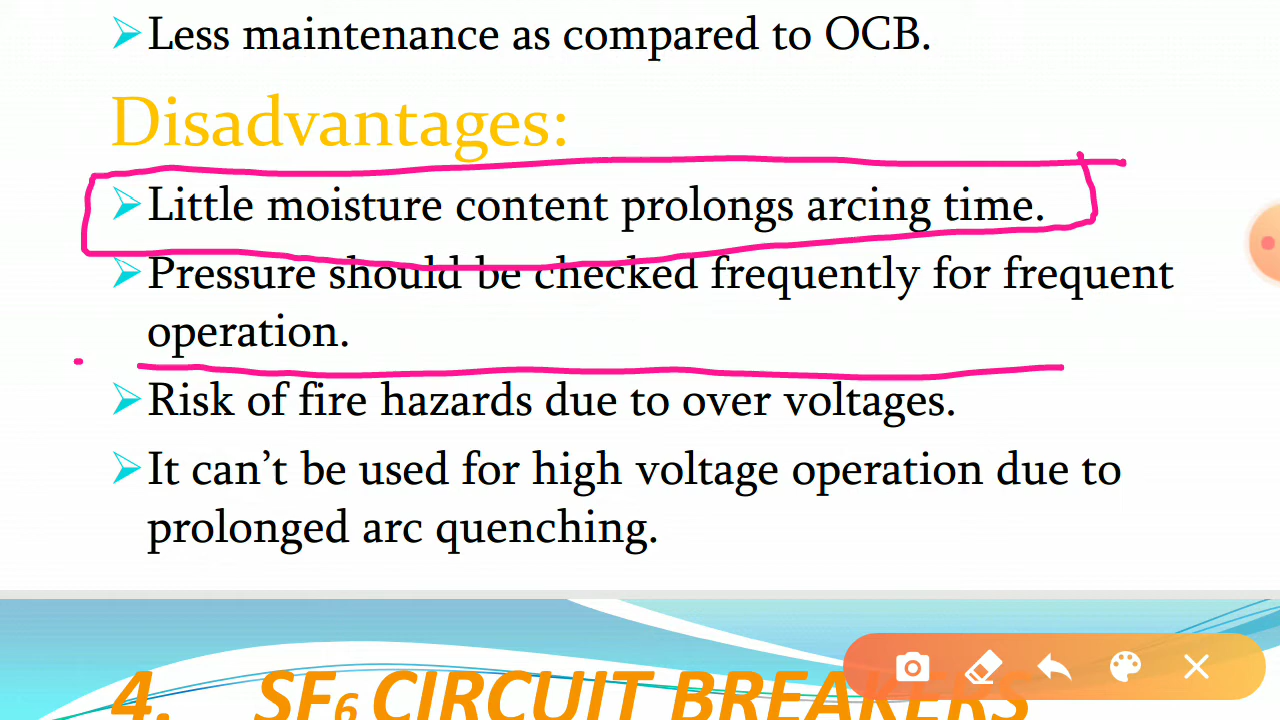 Less maintenance as compared to OCB.
Disadvantages:
Little moisture content prolongs arcing time.
Pressure should be checked frequently for frequent
operation.
Risk of fire hazards due to over voltages.
It can’t be used for high voltage operation due to
prolonged arc quenching.
4. SF6 CIRCUIT BREAKERS